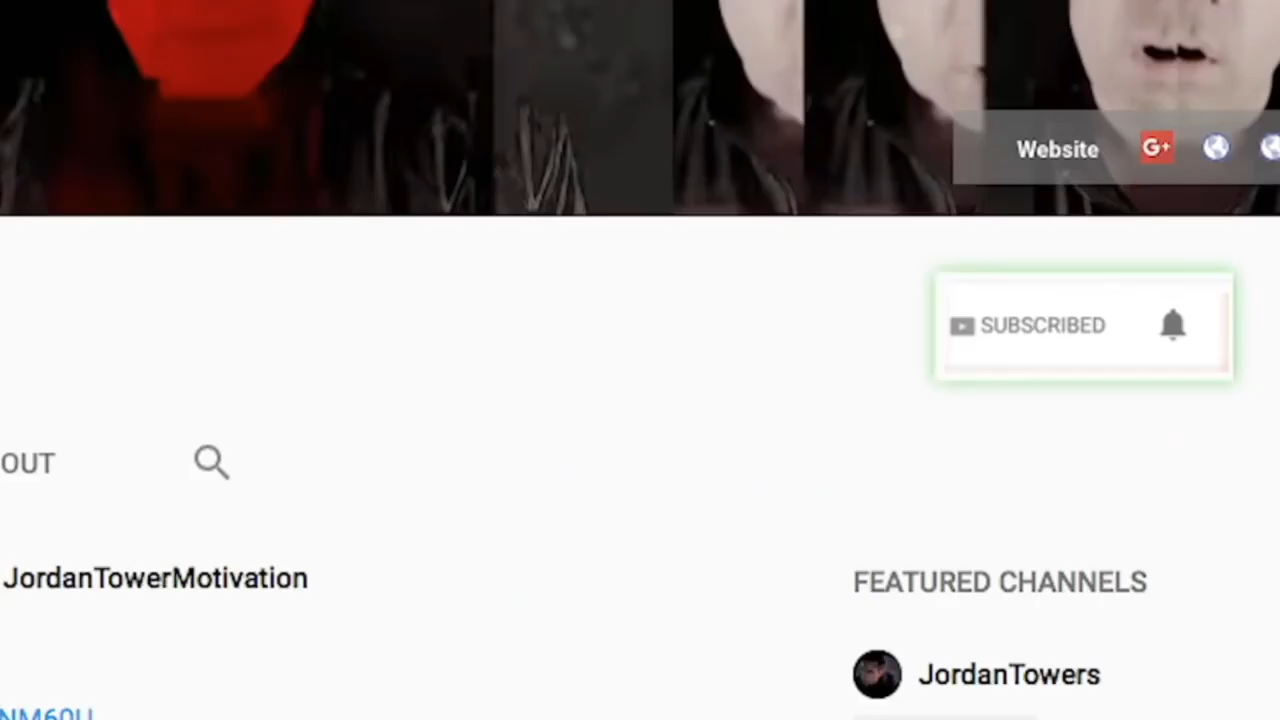 Website G+
SUBSCRIBED
OUT
JordanTowerMotivation
FEATURED CHANNELS
JordanTowers